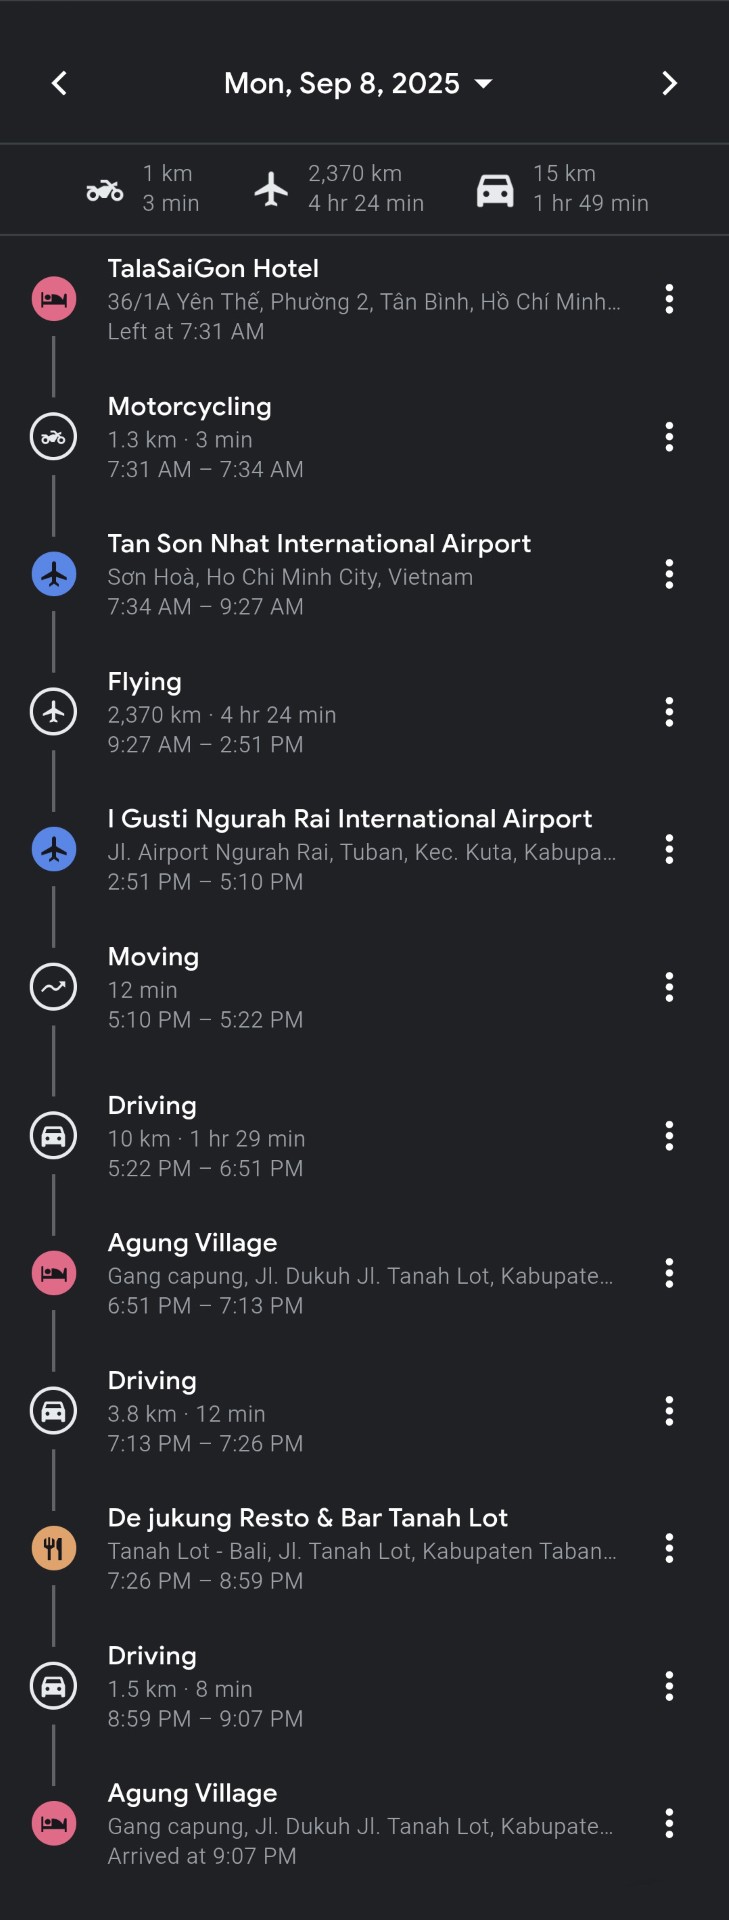 Mon, Sep 8, 2025
1 km
3 min
2,370 km
4 hr 24 min
15 km
1 hr 49 min
TalaSaiGon Hotel
36/1A Yên Thế, Phường 2, Tân Bình, Hồ Chí Minh...
Left at 7:31 AM
Motorcycling
1.3 km · 3 min
7:31 AM – 7:34 AM
Tan Son Nhat International Airport
Sơn Hoà, Ho Chi Minh City, Vietnam
7:34 AM – 9:27 AM
Flying
2,370 km · 4 hr 24 min
9:27 AM – 2:51 PM
I Gusti Ngurah Rai International Airport
Jl. Airport Ngurah Rai, Tuban, Kec. Kuta, Kabupa...
2:51 PM – 5:10 PM
Moving
12 min
5:10 PM – 5:22 PM
Driving
10 km · 1 hr 29 min
5:22 PM – 6:51 PM
Agung Village
Gang capung, Jl. Dukuh Jl. Tanah Lot, Kabupate...
6:51 PM – 7:13 PM
Driving
3.8 km · 12 min
7:13 PM – 7:26 PM
De jukung Resto & Bar Tanah Lot
Tanah Lot - Bali, Jl. Tanah Lot, Kabupaten Taban...
7:26 PM – 8:59 PM
Driving
1.5 km · 8 min
8:59 PM – 9:07 PM
Agung Village
Gang capung, Jl. Dukuh Jl. Tanah Lot, Kabupate...
Arrived at 9:07 PM